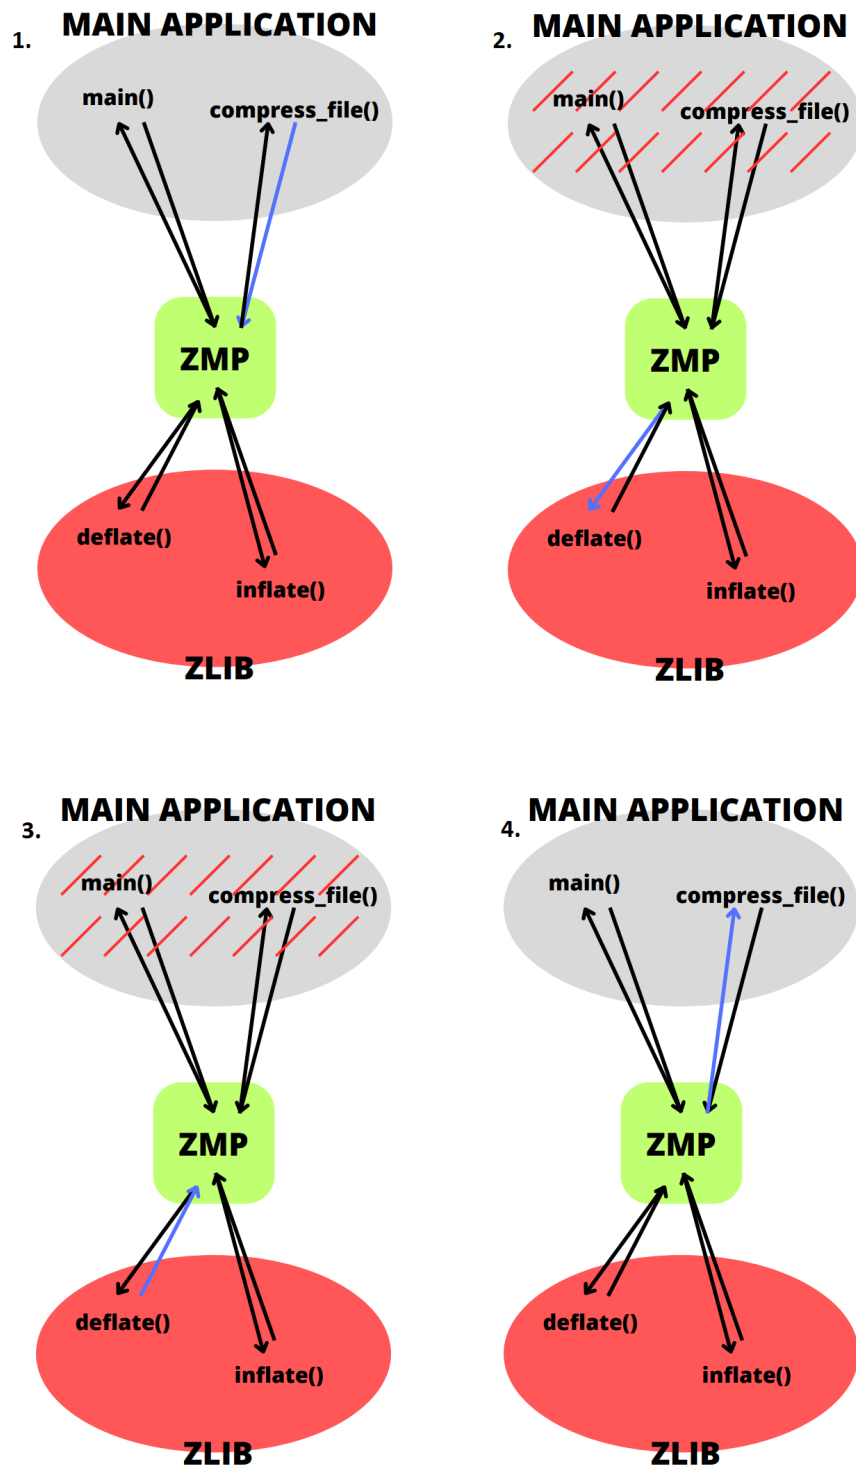 1.
MAIN APPLICATION
main()
compress_file()
ZMP
deflate()
inflate()
ZLIB
2.
MAIN APPLICATION
main()
compress_file()
ZMP
deflate()
inflate()
ZLIB
3.
MAIN APPLICATION
main()
compress_file()
ZMP
deflate()
inflate()
ZLIB
4.
MAIN APPLICATION
main()
compress_file()
ZMP
deflate()
inflate()
ZLIB